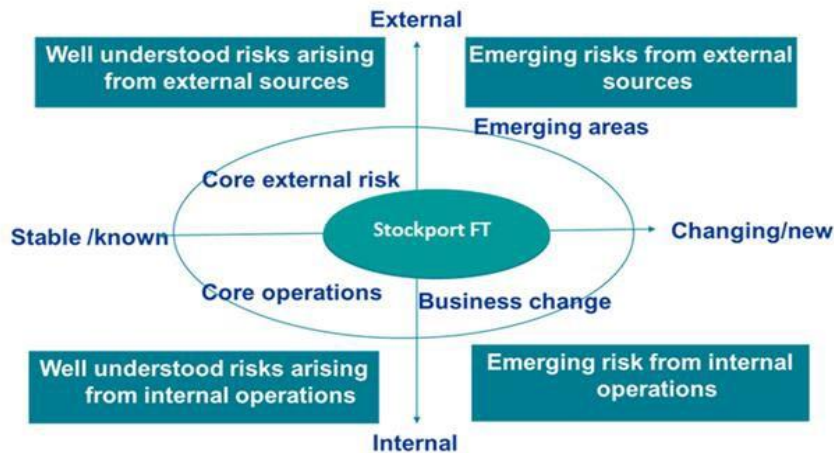 External
Well understood risks arising
from external sources
Emerging risks from external
sources
Emerging areas
Core external risk
Stockport FT
Stable /known
Changing/new
Core operations
Business change
Well understood risks arising
from internal operations
Emerging risk from internal
operations
Internal